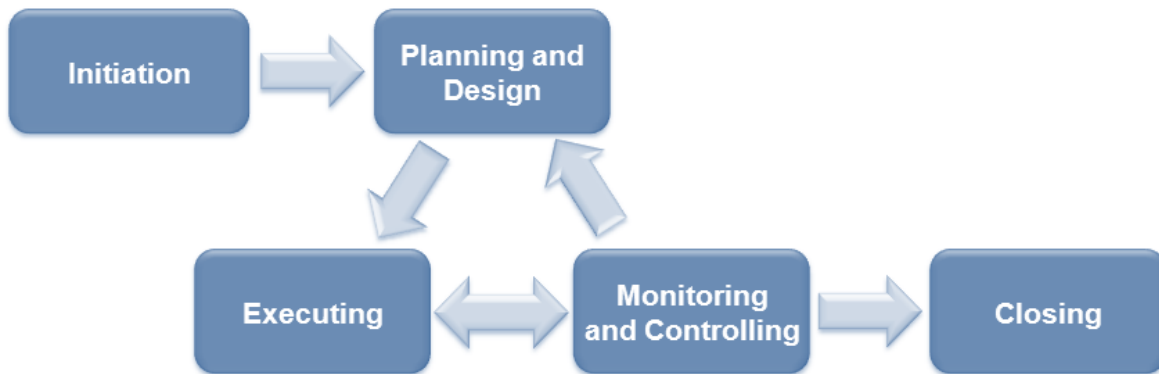 Initiation
Planning and
Design
Executing
Monitoring
and Controlling
Closing